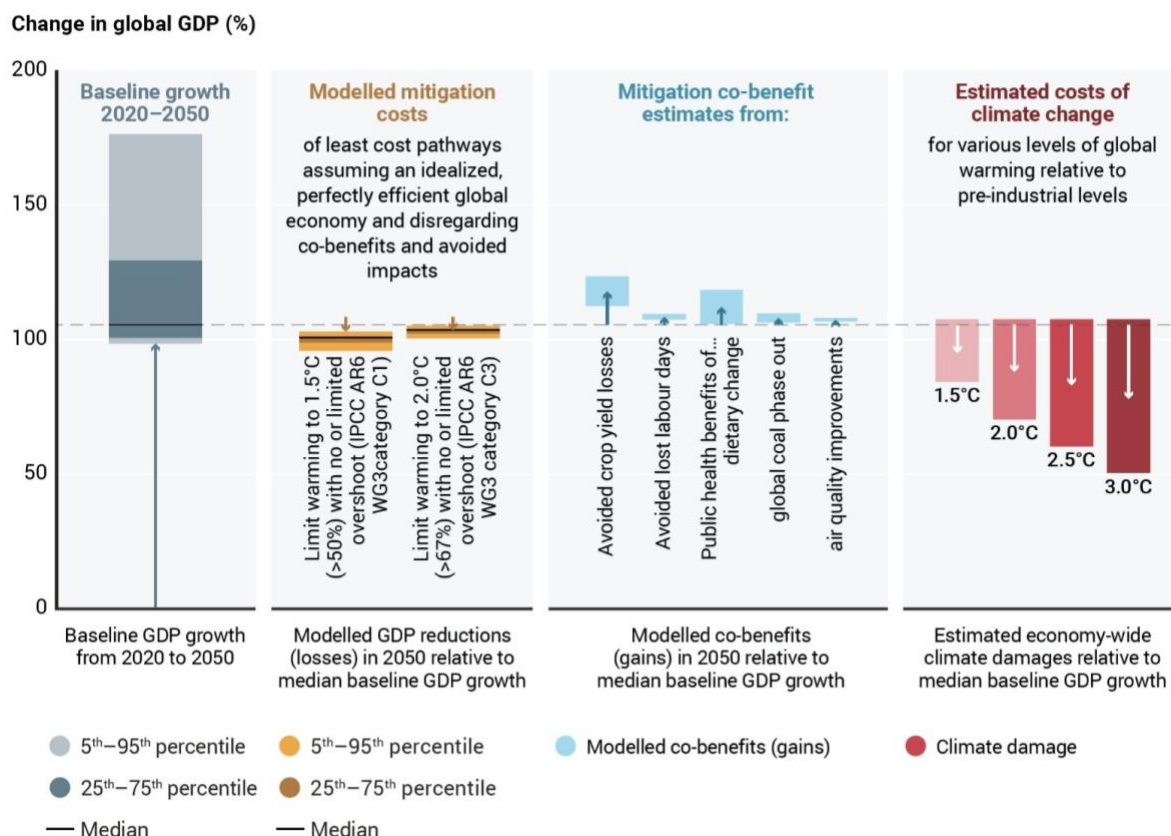 Change in global GDP (%)
200
150
100
50
0
Baseline growth
2020–2050
Modelled mitigation
costs
of least cost pathways
assuming an idealized,
perfectly efficient global
economy and disregarding
co-benefits and avoided
impacts
Limit warming to 1.5°C
(>50%) with no or limited
overshoot (IPCC AR6
WG3category C1)
Limit warming to 2.0°C
(>67%) with no or limited
overshoot (IPCC AR6
WG3 category C3)
Mitigation co-benefit
estimates from:
Avoided crop yield losses
Avoided lost labour days
Public health benefits of...
dietary change
global coal phase out
air quality improvements
Estimated costs of
climate change
for various levels of global
warming relative to
pre-industrial levels
1.5°C
2.0°C
2.5°C
3.0°C
Baseline GDP growth
from 2020 to 2050
Modelled GDP reductions
(losses) in 2050 relative to
median baseline GDP growth
Modelled co-benefits
(gains) in 2050 relative to
median baseline GDP growth
Estimated economy-wide
climate damages relative to
median baseline GDP growth
5th–95th percentile
25th–75th percentile
Median
5th–95th percentile
25th–75th percentile
Median
Modelled co-benefits (gains)
Climate damage